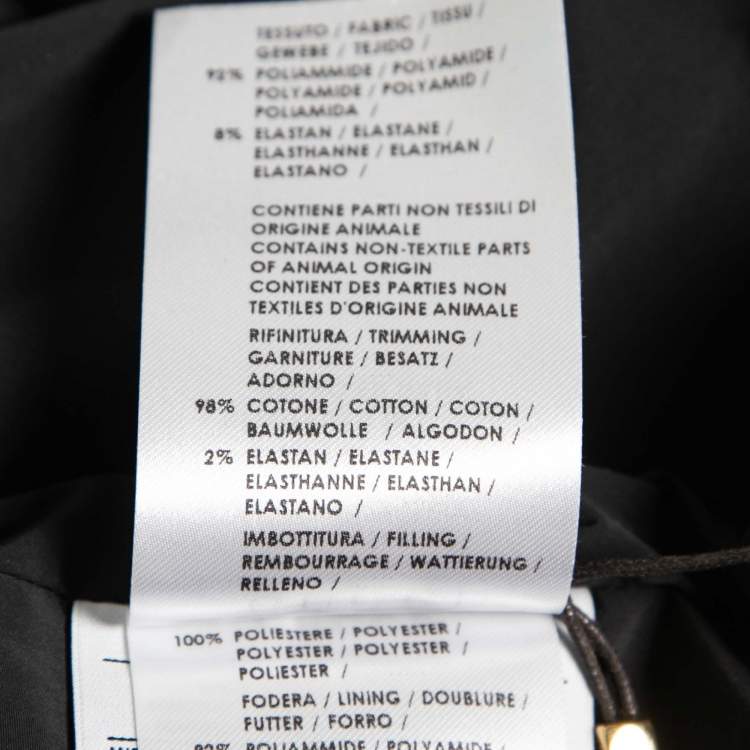 TESSUTO / FABRIC / TISSU /
GEWEBE / TEJIDO /
92% POLIAMMIDE / POLYAMIDE /
POLYAMIDE / POLYAMID /
POLIAMIDA /
8% ELASTAN / ELASTANE /
ELASTHANNE / ELASTHAN /
ELASTANO /
CONTIENE PARTI NON TESSILI DI
ORIGINE ANIMALE
CONTAINS NON-TEXTILE PARTS
OF ANIMAL ORIGIN
CONTIENT DES PARTIES NON
TEXTILES D'ORIGINE ANIMALE
RIFINITURA / TRIMMING /
GARNITURE / BESATZ /
ADORNO /
98% COTONE / COTTON / COTON /
BAUMWOLLE / ALGODON /
2% ELASTAN / ELASTANE /
ELASTHANNE / ELASTHAN /
ELASTANO /
IMBOTTITURA / FILLING /
REMBOURRAGE / WATTIERUNG /
RELLENO /
100% POLIESTERE / POLYESTER /
POLYESTER / POLYESTER /
POLIESTER /
FODERA / LINING / DOUBLURE /
FUTTER / FORRO /
92% POLIAMMIDE / POLYAMIDE /